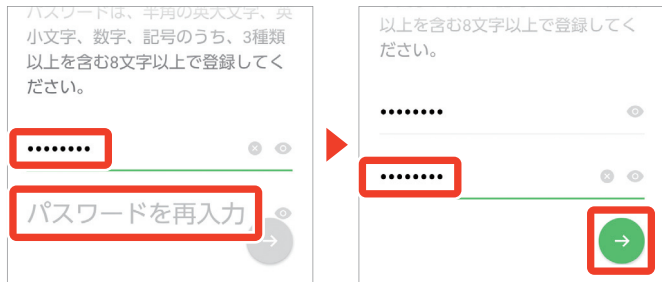 パスワードは、半角の英大文字、英
小文字、数字、記号のうち、3種類
以上を含む8文字以上で登録してく
ださい。
••••••••
パスワードを再入力
以上を含む8文字以上で登録してく
ださい。
••••••••
••••••••